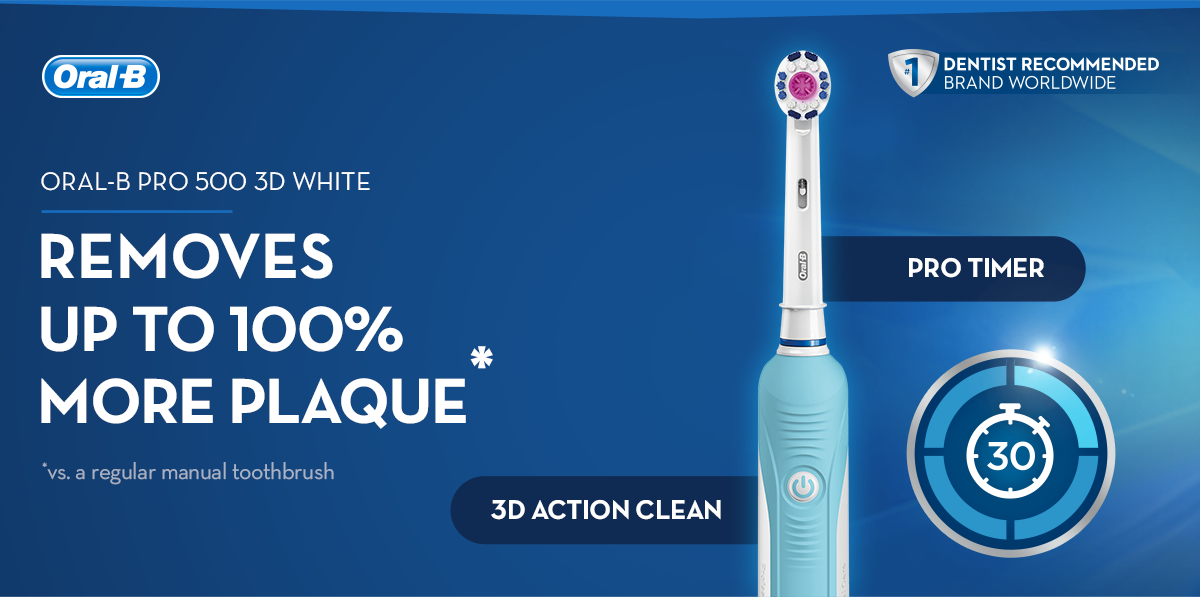 Oral-B
#1 DENTIST RECOMMENDED
BRAND WORLDWIDE
ORAL-B PRO 500 3D WHITE
REMOVES
UP TO 100%
MORE PLAQUE*
*vs. a regular manual toothbrush
Oral-B
PRO TIMER
30
3D ACTION CLEAN